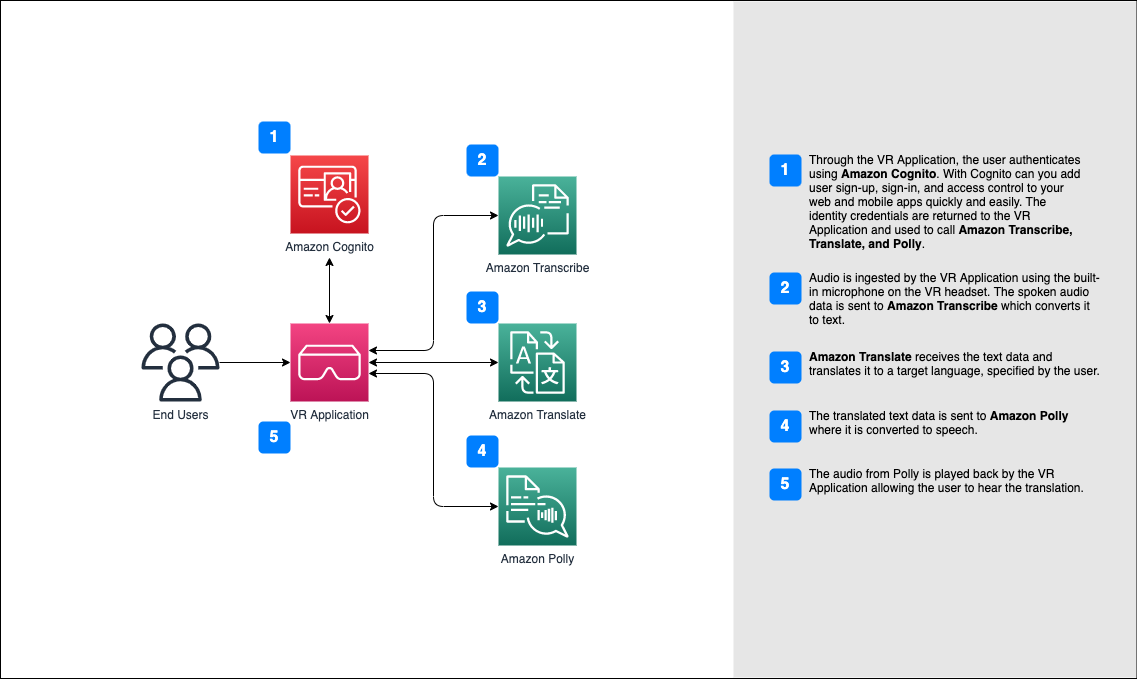 1
Amazon Cognito
2
Amazon Transcribe
3
A
文
Amazon Translate
End Users
VR Application
5
4
Amazon Polly
1
Through the VR Application, the user authenticates
using Amazon Cognito. With Cognito can you add
user sign-up, sign-in, and access control to your
web and mobile apps quickly and easily. The
identity credentials are returned to the VR
Application and used to call Amazon Transcribe,
Translate, and Polly.
2
Audio is ingested by the VR Application using the built-
in microphone on the VR headset. The spoken audio
data is sent to Amazon Transcribe which converts it
to text.
3
Amazon Translate receives the text data and
translates it to a target language, specified by the user.
4
The translated text data is sent to Amazon Polly
where it is converted to speech.
5
The audio from Polly is played back by the VR
Application allowing the user to hear the translation.